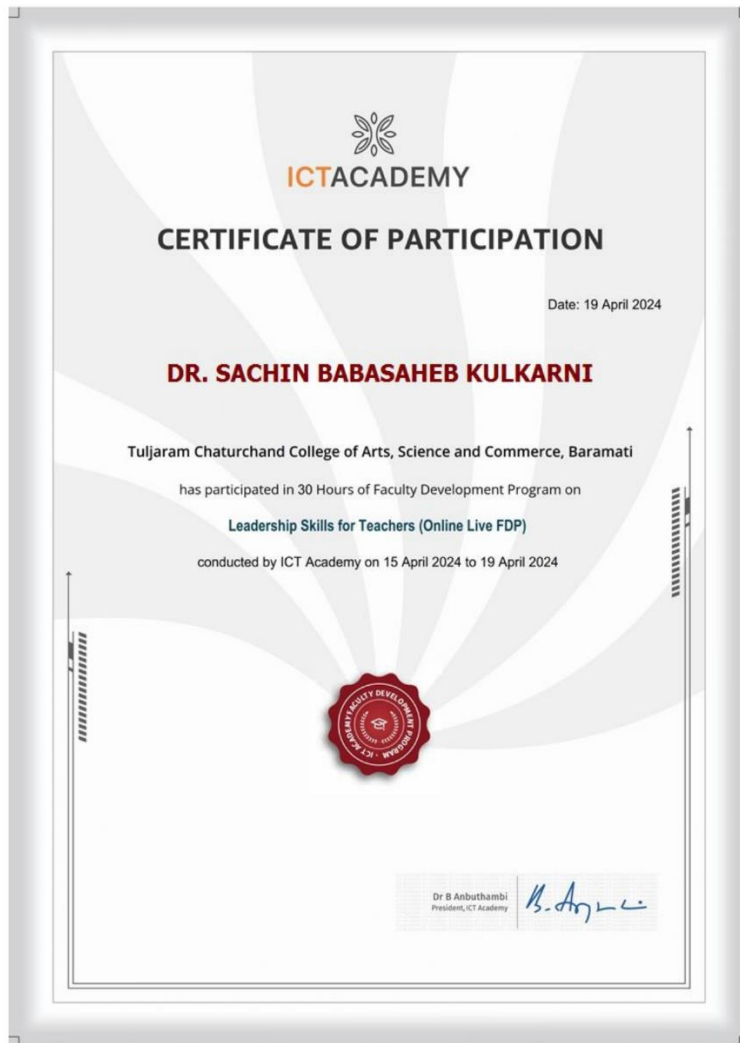 ICTACADEMY
CERTIFICATE OF PARTICIPATION
Date: 19 April 2024
DR. SACHIN BABASAHEB KULKARNI
Tuljaram Chaturchand College of Arts, Science and Commerce, Baramati
has participated in 30 Hours of Faculty Development Program on
Leadership Skills for Teachers (Online Live FDP)
conducted by ICT Academy on 15 April 2024 to 19 April 2024
ICT ACADEMY FACULTY DEVELOPMENT PROGRAM
Dr B Anbuthambi
President, ICT Academy